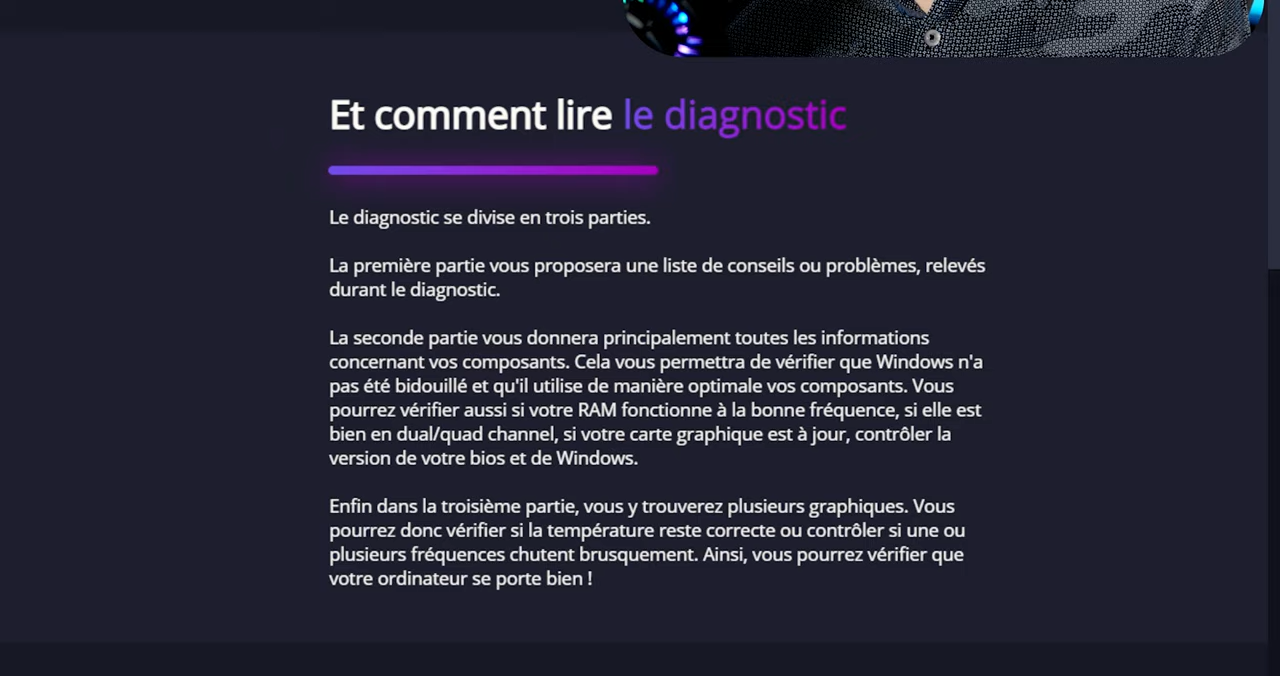 Et comment lire le diagnostic
Le diagnostic se divise en trois parties.
La première partie vous proposera une liste de conseils ou problèmes, relevés
durant le diagnostic.
La seconde partie vous donnera principalement toutes les informations
concernant vos composants. Cela vous permettra de vérifier que Windows n'a
pas été bidouillé et qu'il utilise de manière optimale vos composants. Vous
pourrez vérifier aussi si votre RAM fonctionne à la bonne fréquence, si elle est
bien en dual/quad channel, si votre carte graphique est à jour, contrôler la
version de votre bios et de Windows.
Enfin dans la troisième partie, vous y trouverez plusieurs graphiques. Vous
pourrez donc vérifier si la température reste correcte ou contrôler si une ou
plusieurs fréquences chutent brusquement. Ainsi, vous pourrez vérifier que
votre ordinateur se porte bien !